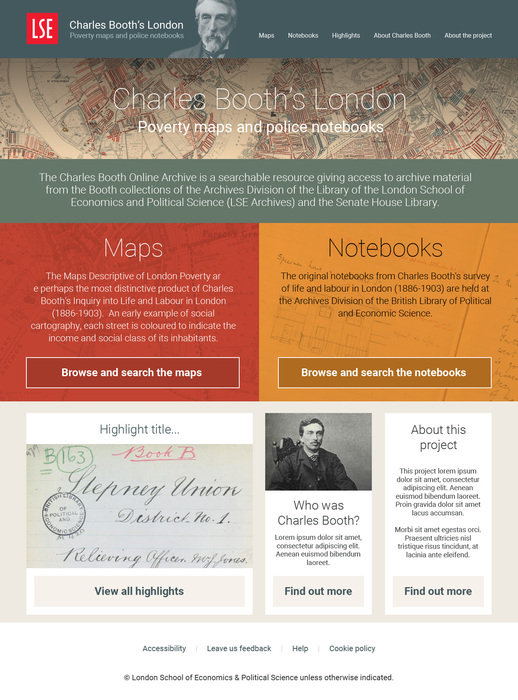 LSE
Charles Booth's London
Poverty maps and police notebooks
Maps
Notebooks
Highlights
About Charles Booth
About the project
Charles Booth's London
Poverty maps and police notebooks
The Charles Booth Online Archive is a searchable resource giving access to archive material
from the Booth collections of the Archives Division of the Library of the London School of
Economics and Political Science (LSE Archives) and the Senate House Library.
Maps
The Maps Descriptive of London Poverty ar
e perhaps the most distinctive product of Charles
Booth's Inquiry into Life and Labour in London
(1886-1903). An early example of social
cartography, each street is coloured to indicate the
income and social class of its inhabitants.
Browse and search the maps
Notebooks
The original notebooks from Charles Booth's survey
of life and labour in London (1886-1903) are held at
the Archives Division of the British Library of Political
and Economic Science.
Browse and search the notebooks
Highlight title...
B(163)
Book B
Stepney Union
District No. 1.
BRITISH LIBRARY
OF
POLITICAL
AND
Relieving Officer. Jones.
View all highlights
Who was
Charles Booth?
Lorem ipsum dolor sit amet,
consectetur adipiscing elit.
Aenean euismod bibendum
laoreet.
Find out more
About this
project
This project lorem ipsum
dolor sit amet, consectetur
adipiscing elit. Aenean
euismod bibendum laoreet.
Proin gravida dolor sit amet
lacus accumsan.
Morbi sit amet egestas orci.
Praesent ultricies nisl
tristique risus tincidunt, at
lacinia ante eleifend.
Find out more
Accessibility
Leave us feedback
Help
Cookie policy
© London School of Economics & Political Science unless otherwise indicated.